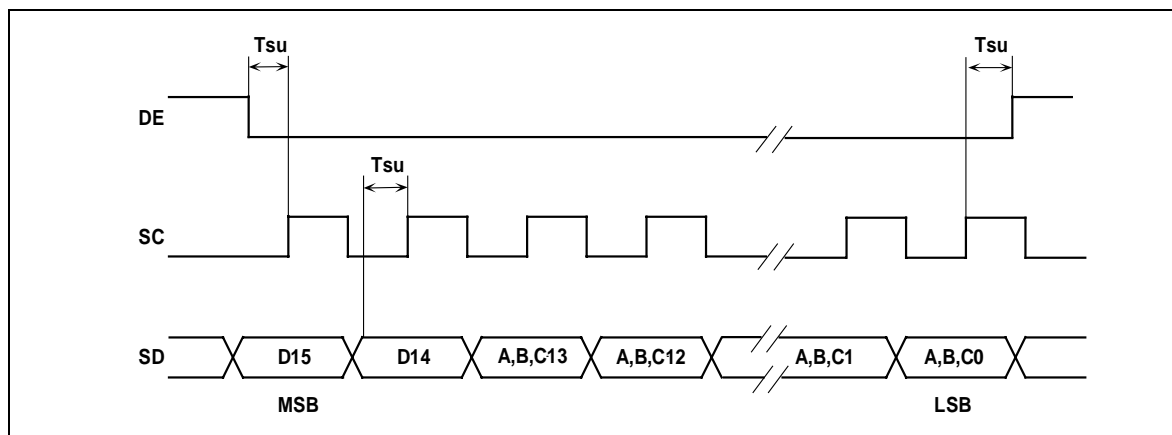 Tsu Tsu
DE
Tsu
SC
SD D15 D14 A,B,C13 A,B,C12 A,B,C1 A,B,C0
MSB LSB